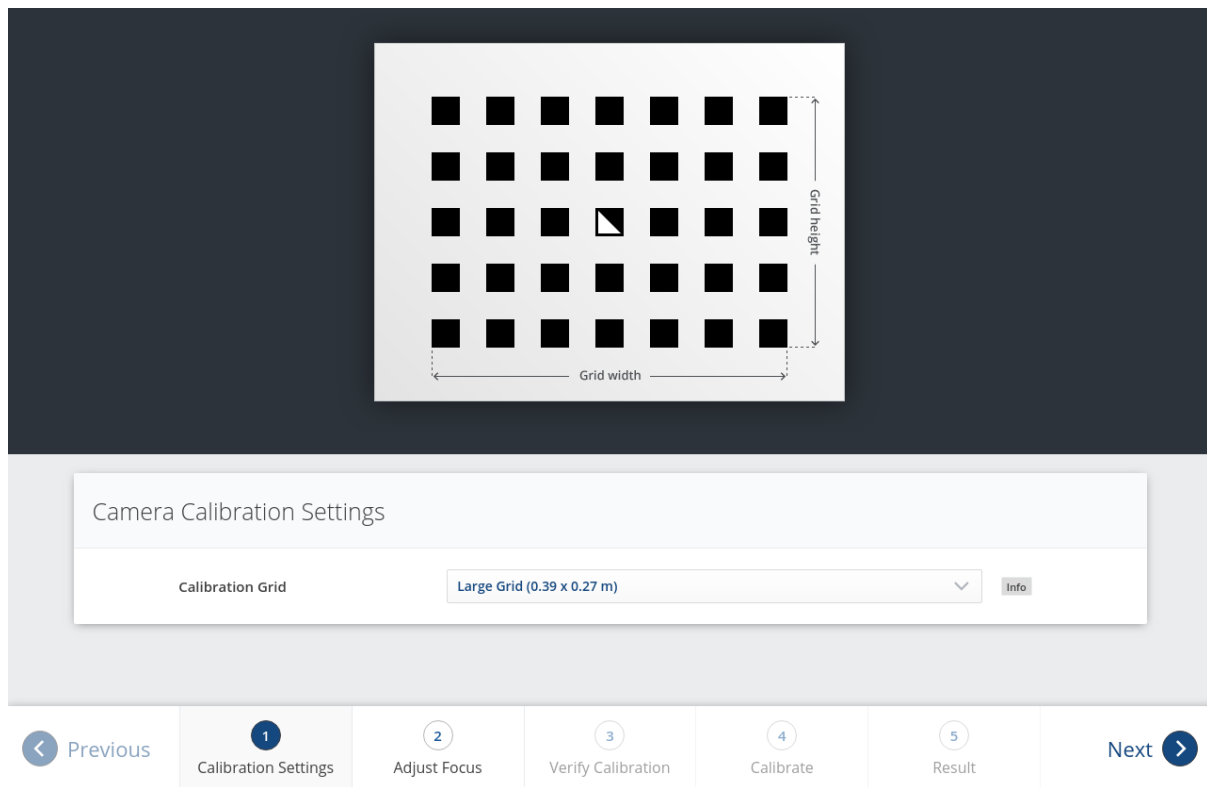 Grid height
Grid width
Camera Calibration Settings
Calibration Grid
Large Grid (0.39 x 0.27 m)
Info
Previous
1
Calibration Settings
2
Adjust Focus
3
Verify Calibration
4
Calibrate
5
Result
Next